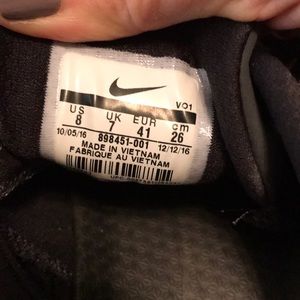 VO1
US UK EUR cm
8 7 41 26
10/05/16 898451-001 12/12/16
MADE IN VIETNAM
FABRIQUE AU VIETNAM